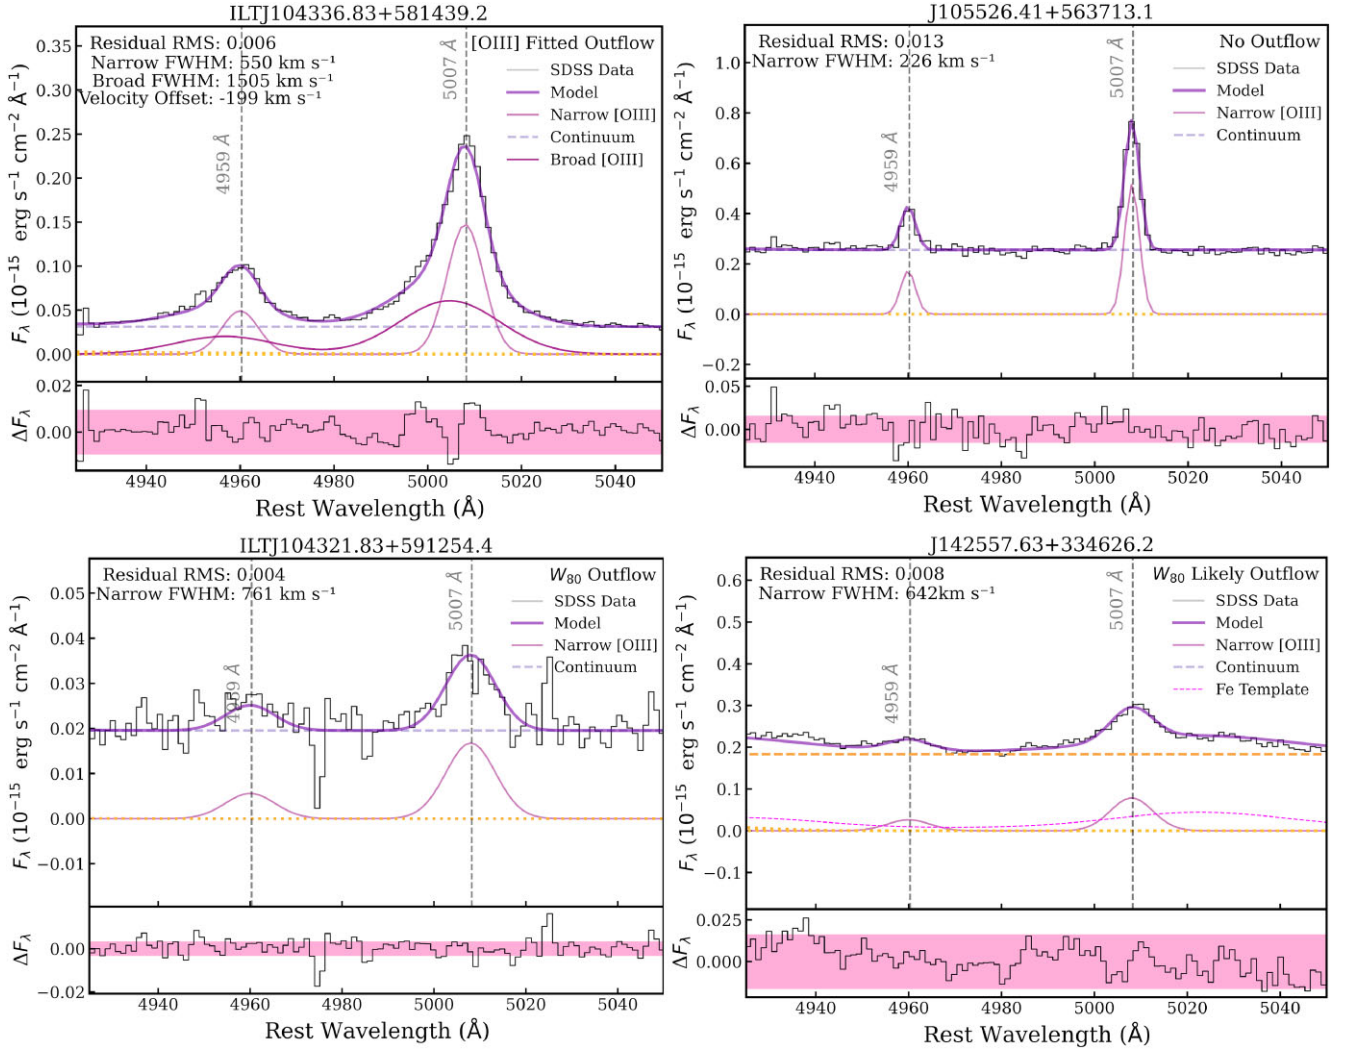 ILTJ104336.83+581439.2
Residual RMS: 0.006
Narrow FWHM: 550 km s⁻¹
Broad FWHM: 1505 km s⁻¹
Velocity Offset: -199 km s⁻¹
[OIII] Fitted Outflow
SDSS Data
Model
Narrow [OIII]
Continuum
Broad [OIII]
4959 Å
5007 Å
0.35
0.30
0.25
0.20
0.15
0.10
0.05
0.00
Fλ (10⁻¹⁵ erg s⁻¹ cm⁻² Å⁻¹)
0.02
0.00
ΔFλ
4940 4960 4980 5000 5020 5040
Rest Wavelength (Å)
J105526.41+563713.1
Residual RMS: 0.013
Narrow FWHM: 226 km s⁻¹
No Outflow
SDSS Data
Model
Narrow [OIII]
Continuum
4959 Å
5007 Å
1.0
0.8
0.6
0.4
0.2
0.0
−0.2
Fλ (10⁻¹⁵ erg s⁻¹ cm⁻² Å⁻¹)
0.05
0.00
ΔFλ
4940 4960 4980 5000 5020 5040
Rest Wavelength (Å)
ILTJ104321.83+591254.4
Residual RMS: 0.004
Narrow FWHM: 761 km s⁻¹
W₈₀ Outflow
SDSS Data
Model
Narrow [OIII]
Continuum
4959 Å
5007 Å
0.05
0.04
0.03
0.02
0.01
0.00
−0.01
Fλ (10⁻¹⁵ erg s⁻¹ cm⁻² Å⁻¹)
0.00
−0.02
ΔFλ
4940 4960 4980 5000 5020 5040
Rest Wavelength (Å)
J142557.63+334626.2
Residual RMS: 0.008
Narrow FWHM: 642km s⁻¹
W₈₀ Likely Outflow
SDSS Data
Model
Narrow [OIII]
Continuum
Fe Template
4959 Å
5007 Å
0.6
0.5
0.4
0.3
0.2
0.1
0.0
−0.1
Fλ (10⁻¹⁵ erg s⁻¹ cm⁻² Å⁻¹)
0.025
0.000
ΔFλ
4940 4960 4980 5000 5020 5040
Rest Wavelength (Å)